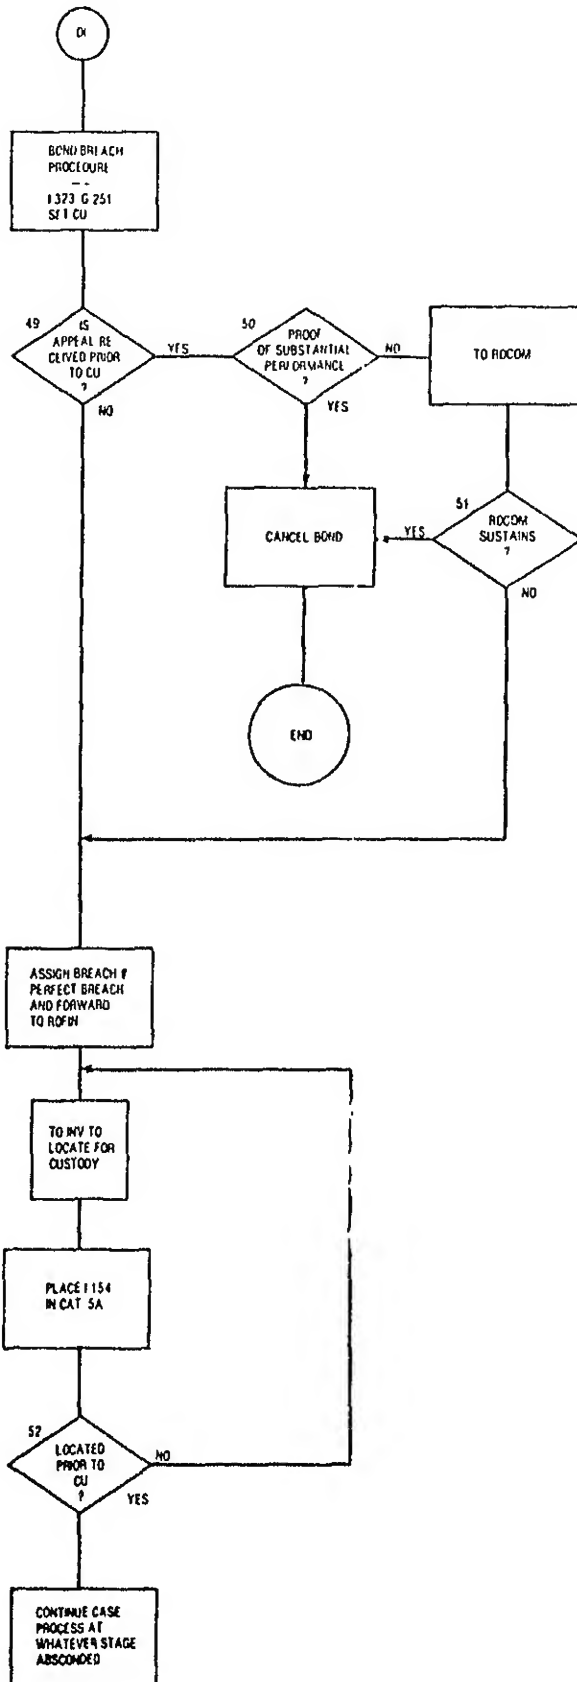 DI
BOND BREACH
PROCEDURE
--
I 323 G 251
SET CU
49
IS
APPEAL RE
CEIVED PRIOR
TO CU
?
YES
NO
50
PROOF
OF SUBSTANTIAL
PERFORMANCE
?
NO
YES
TO RDCOM
51
RDCOM
SUSTAINS
?
YES
NO
CANCEL BOND
END
ASSIGN BREACH #
PERFECT BREACH
AND FORWARD
TO ROFIN
TO INV TO
LOCATE FOR
CUSTODY
PLACE I 154
IN CAT 5A
52
LOCATED
PRIOR TO
CU
?
NO
YES
CONTINUE CASE
PROCESS AT
WHATEVER STAGE
ABSCONDED